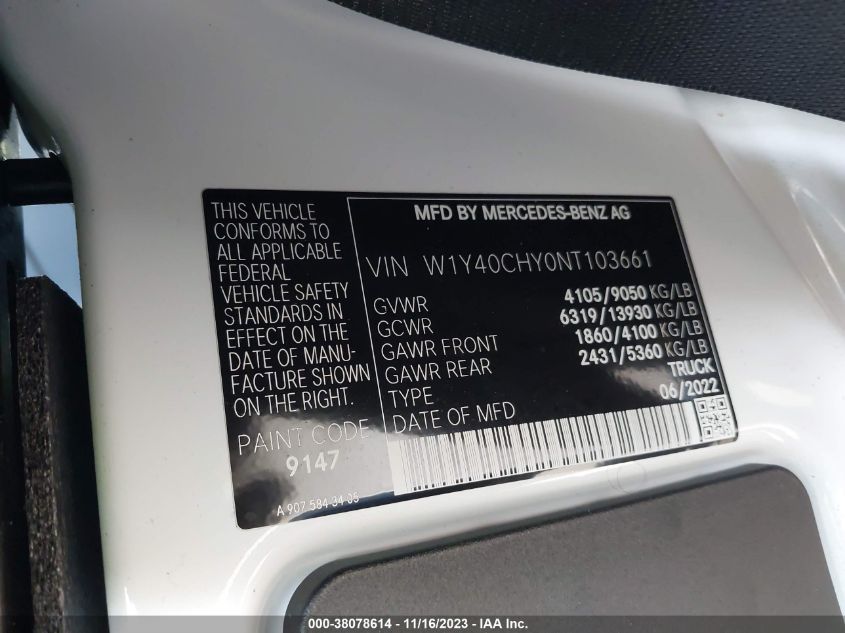 THIS VEHICLE
CONFORMS TO
ALL APPLICABLE
FEDERAL
VEHICLE SAFETY
STANDARDS IN
EFFECT ON THE
DATE OF MANU-
FACTURE SHOWN
ON THE RIGHT.
PAINT CODE
9147
A 907 584 34 05
MFD BY MERCEDES-BENZ AG
VIN W1Y40CHY0NT103661
GVWR 4105/9050 KG/LB
GCWR 6319/13930 KG/LB
GAWR FRONT 1860/4100 KG/LB
GAWR REAR 2431/5360 KG/LB
TYPE TRUCK
DATE OF MFD 06/2022
000-38078614 - 11/16/2023 - IAA Inc.